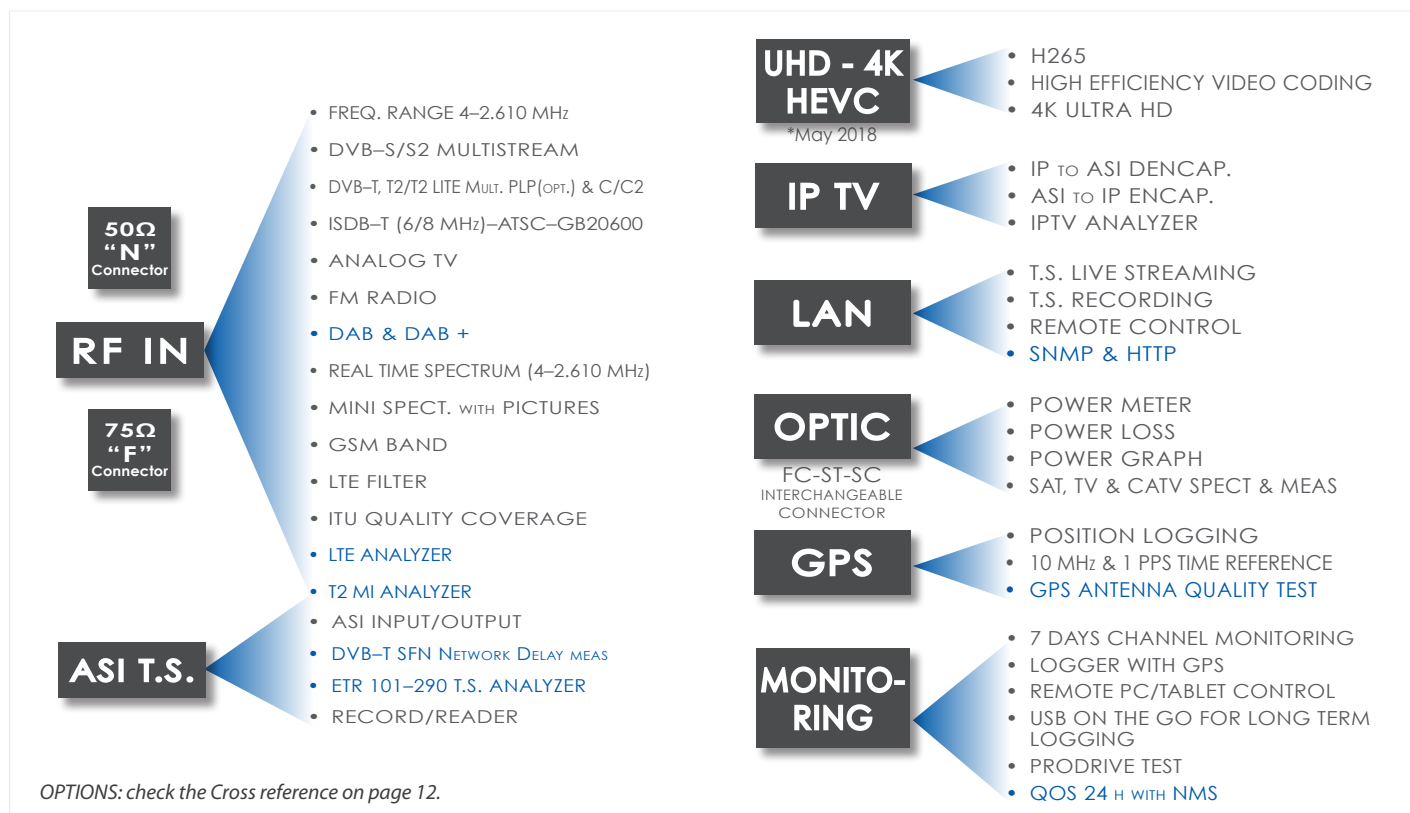 50Ω
“N”
Connector
RF IN
75Ω
“F”
Connector
• FREQ. RANGE 4–2.610 MHz
• DVB–S/S2 MULTISTREAM
• DVB–T, T2/T2 LITE Mult. PLP(opt.) & C/C2
• ISDB–T (6/8 MHz)–ATSC–GB20600
• ANALOG TV
• FM RADIO
• DAB & DAB +
• REAL TIME SPECTRUM (4–2.610 MHz)
• MINI SPECT. with PICTURES
• GSM BAND
• LTE FILTER
• ITU QUALITY COVERAGE
• LTE ANALYZER
• T2 MI ANALYZER
ASI T.S.
• ASI INPUT/OUTPUT
• DVB–T SFN Network Delay meas
• ETR 101–290 T.S. ANALYZER
• RECORD/READER
OPTIONS: check the Cross reference on page 12.
UHD - 4K
HEVC
*May 2018
• H265
• HIGH EFFICIENCY VIDEO CODING
• 4K ULTRA HD
IP TV
• IP to ASI DENCAP.
• ASI to IP ENCAP.
• IPTV ANALYZER
LAN
• T.S. LIVE STREAMING
• T.S. RECORDING
• REMOTE CONTROL
• SNMP & HTTP
OPTIC
FC-ST-SC
INTERCHANGEABLE
CONNECTOR
• POWER METER
• POWER LOSS
• POWER GRAPH
• SAT, TV & CATV SPECT & MEAS
GPS
• POSITION LOGGING
• 10 MHz & 1 PPS TIME REFERENCE
• GPS ANTENNA QUALITY TEST
MONITO-
RING
• 7 DAYS CHANNEL MONITORING
• LOGGER WITH GPS
• REMOTE PC/TABLET CONTROL
• USB ON THE GO FOR LONG TERM
LOGGING
• PRODRIVE TEST
• QOS 24 h with NMS